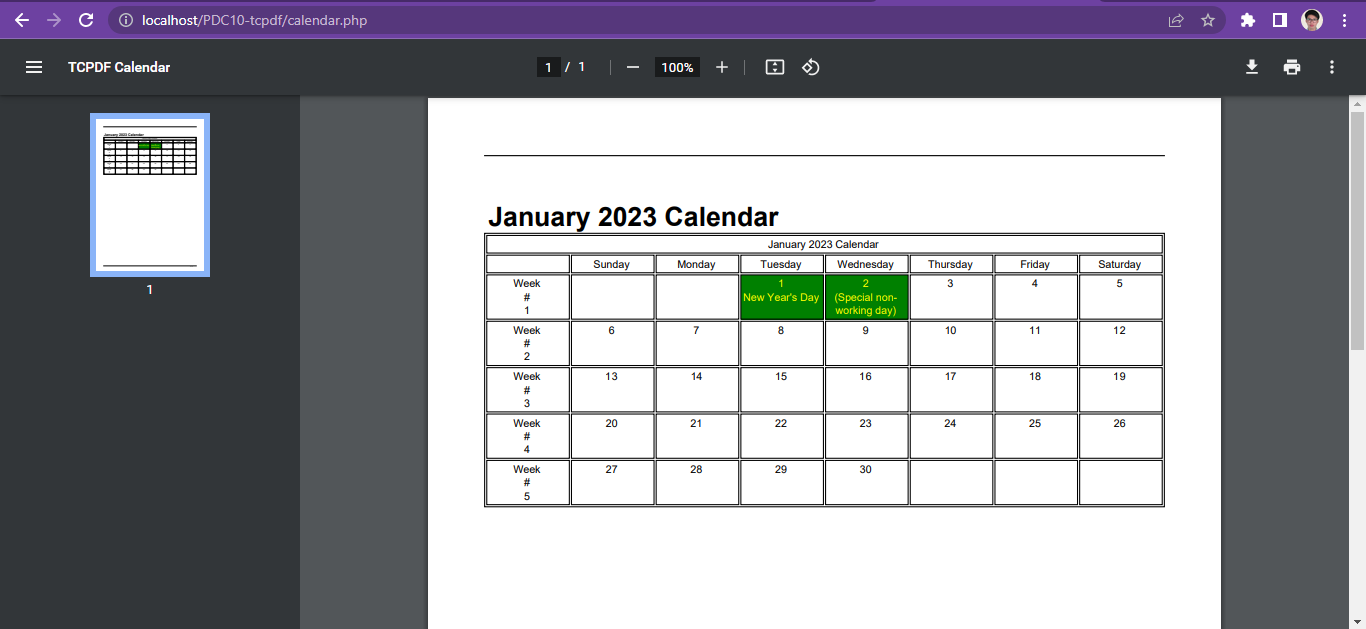 localhost/PDC10-tcpdf/calendar.php
TCPDF Calendar
1 / 1
100%
January 2023 Calendar
1
January 2023 Calendar
January 2023 Calendar
Sunday Monday Tuesday Wednesday Thursday Friday Saturday
Week # 1
1 New Year's Day
2 (Special non-working day)
3 4 5
Week # 2
6 7 8 9 10 11 12
Week # 3
13 14 15 16 17 18 19
Week # 4
20 21 22 23 24 25 26
Week # 5
27 28 29 30